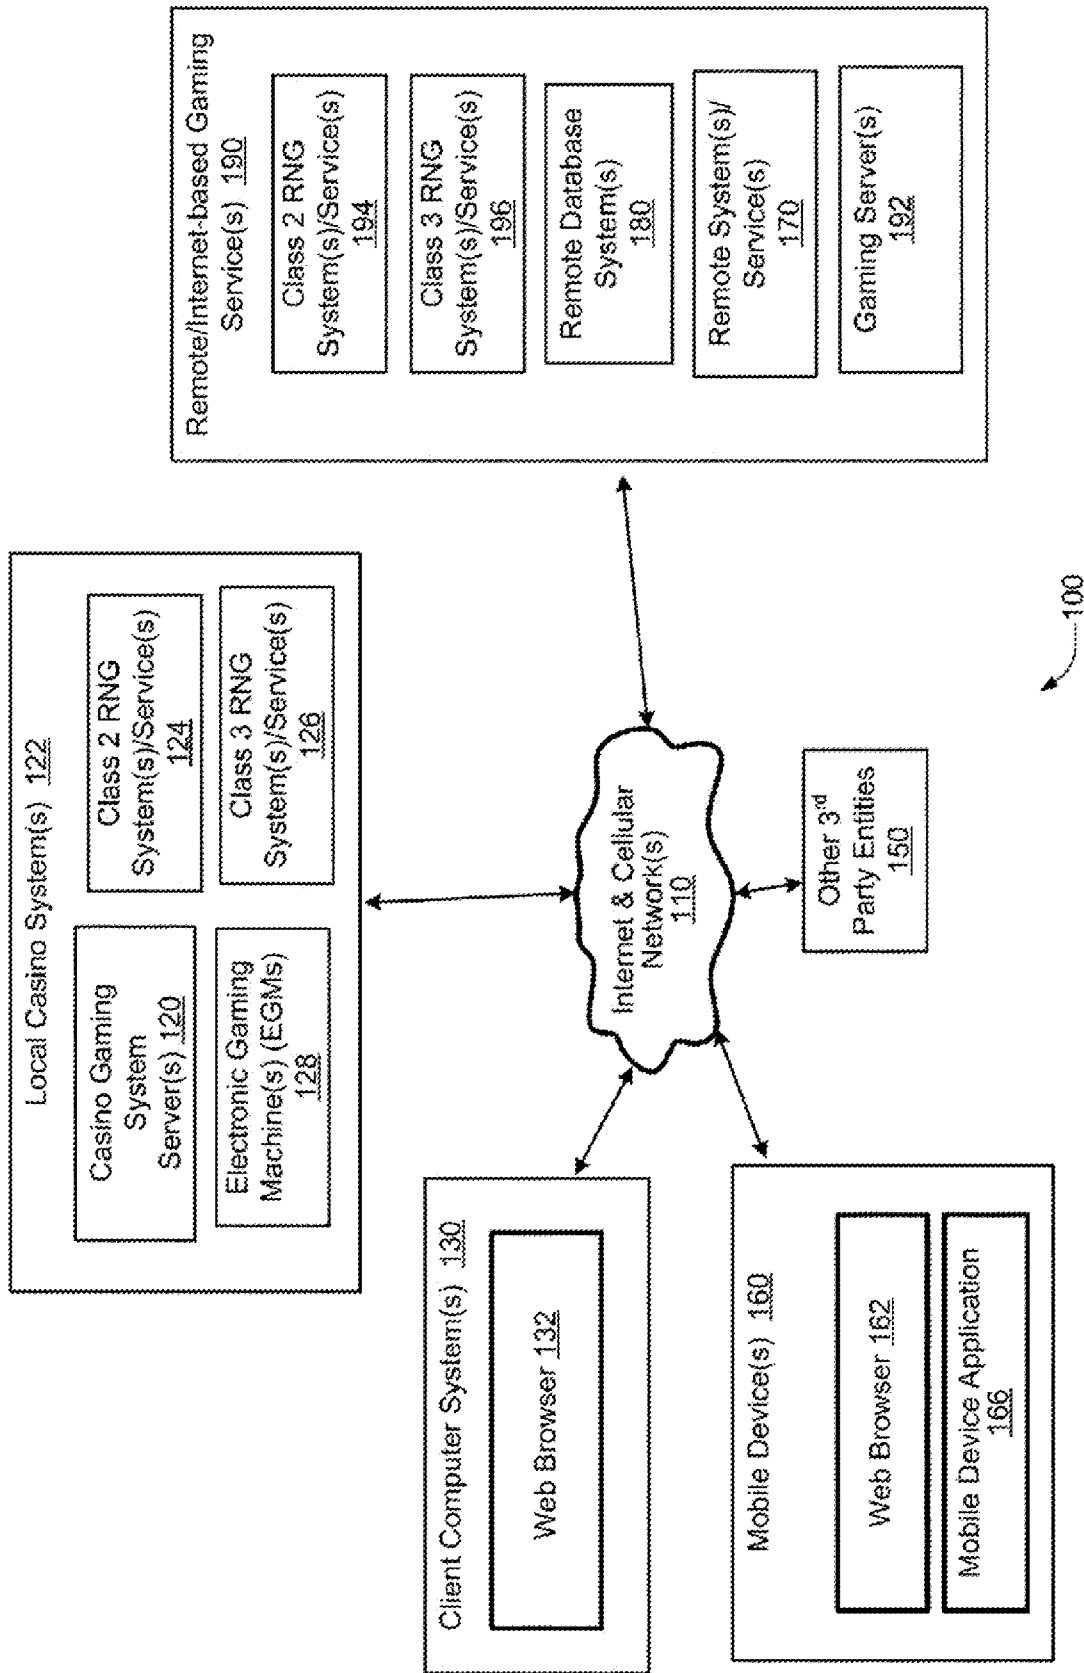 Local Casino System(s) 122
Casino Gaming
System
Server(s) 120
Class 2 RNG
System(s)/Service(s)
124
Electronic Gaming
Machine(s) (EGMs)
128
Class 3 RNG
System(s)/Service(s)
126
Remote/Internet-based Gaming
Service(s) 190
Class 2 RNG
System(s)/Service(s)
194
Class 3 RNG
System(s)/Service(s)
196
Remote Database
System(s)
180
Remote System(s)/
Service(s)
170
Gaming Server(s)
192
Client Computer System(s) 130
Web Browser 132
Internet & Cellular
Network(s)
110
Mobile Device(s) 160
Web Browser 162
Mobile Device Application
166
Other 3rd
Party Entities
150
100